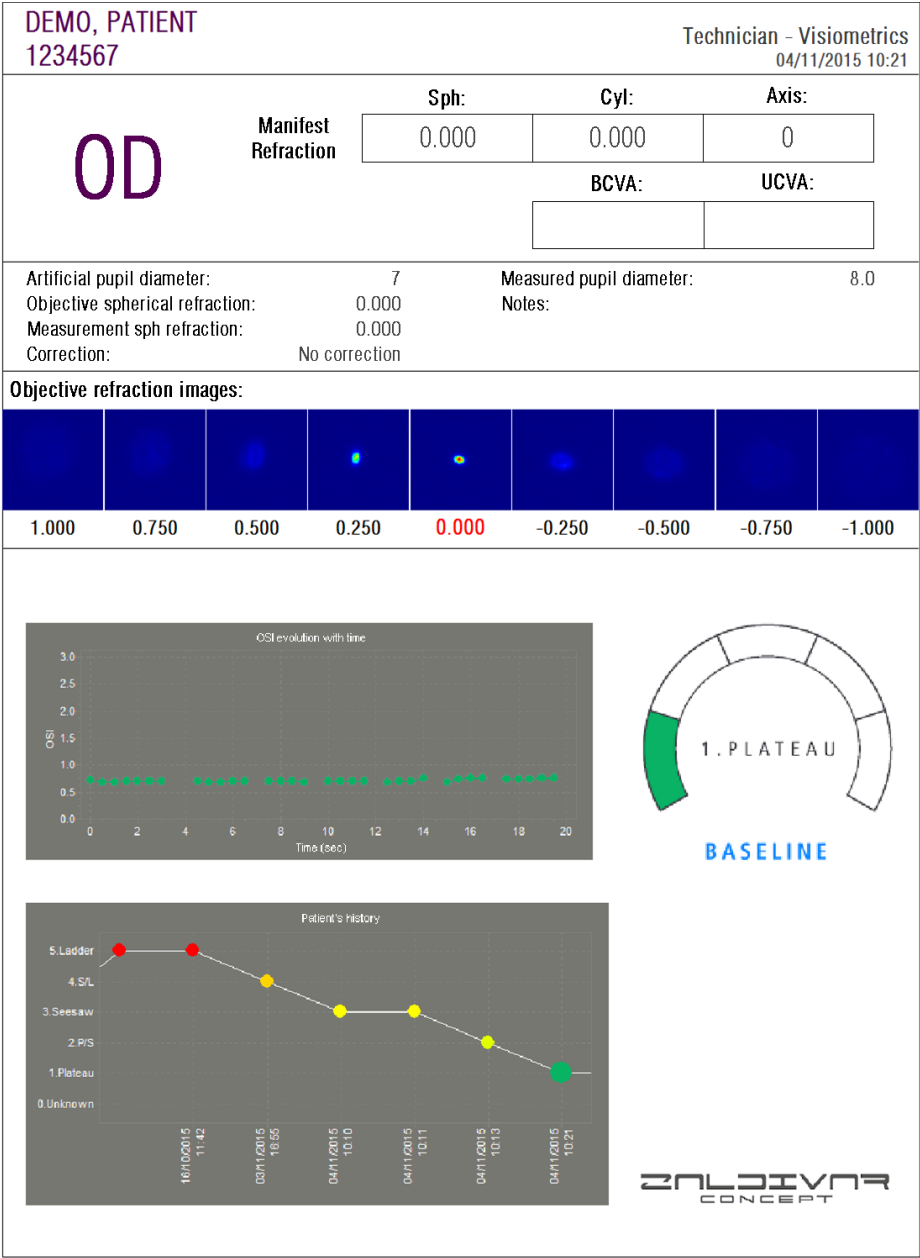 DEMO, PATIENT
1234567
Technician - Visiometrics
04/11/2015 10:21
OD
Manifest
Refraction
Sph: Cyl: Axis:
0.000 0.000 0
BCVA: UCVA:
Artificial pupil diameter: 7
Objective spherical refraction: 0.000
Measurement sph refraction: 0.000
Correction: No correction
Measured pupil diameter: 8.0
Notes:
Objective refraction images:
1.000 0.750 0.500 0.250 0.000 -0.250 -0.500 -0.750 -1.000
OSI evolution with time
OSI
3.0
2.5
2.0
1.5
1.0
0.5
0.0
0 2 4 6 8 10 12 14 16 18 20
Time (sec)
1.PLATEAU
BASELINE
Patient's history
5.Ladder
4.S/L
3.Seesaw
2.P/S
1.Plateau
0.Unknown
16/10/2015
11:42
03/11/2015
16:55
04/11/2015
10:10
04/11/2015
10:11
04/11/2015
10:13
04/11/2015
10:21
ZALDIVAR
CONCEPT